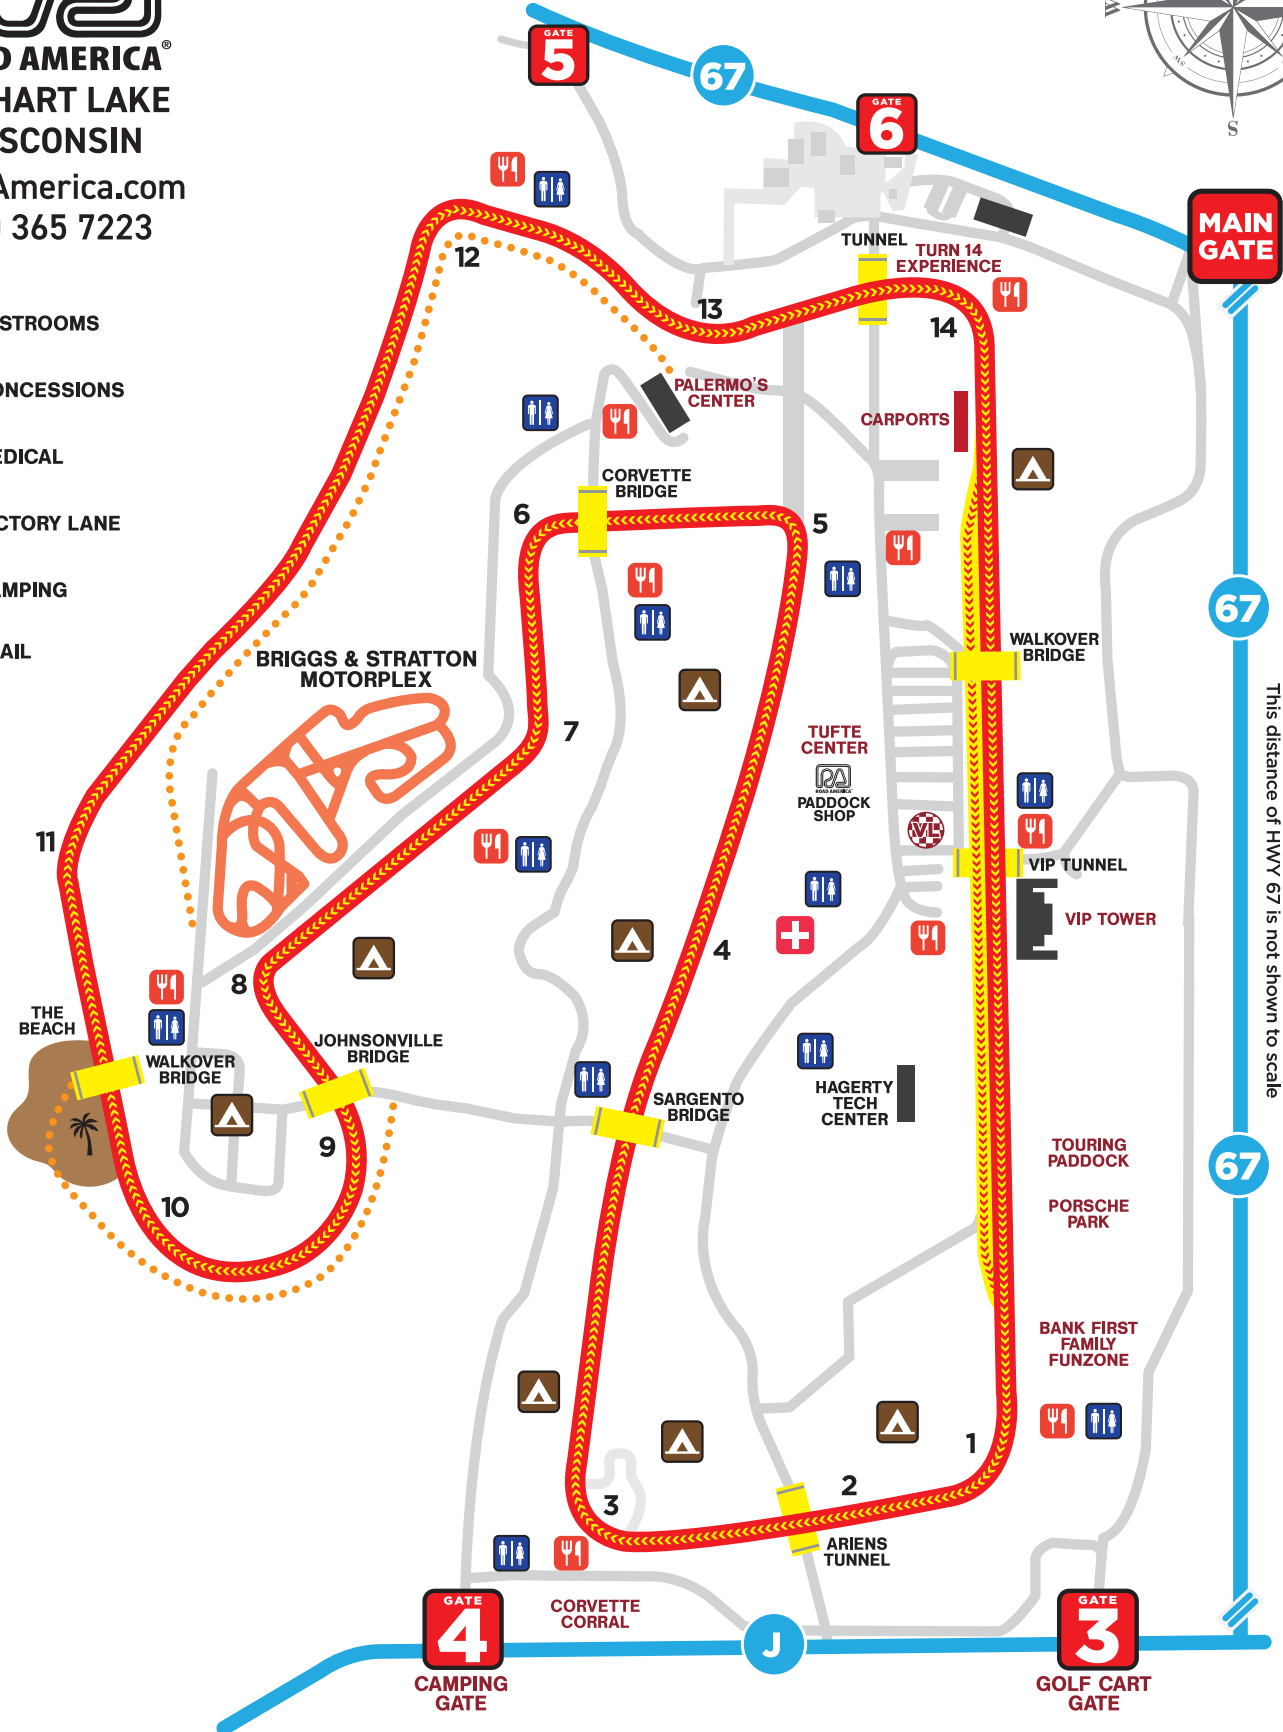 D AMERICA®
HART LAKE
SCONSIN
America.com
365 7223
STROOMS
ONCESSIONS
EDICAL
CTORY LANE
AMPING
AIL
W
SW
S
GATE
5
67
GATE
6
MAIN
GATE
TUNNEL
TURN 14
EXPERIENCE
12
13
14
PALERMO'S
CENTER
CARPORTS
CORVETTE
BRIDGE
6
5
67
WALKOVER
BRIDGE
BRIGGS & STRATTON
MOTORPLEX
7
TUFTE
CENTER
ROAD AMERICA
PADDOCK
SHOP
VL
11
VIP TUNNEL
VIP TOWER
4
8
This distance of HWY 67 is not shown to scale
THE
BEACH
WALKOVER
BRIDGE
JOHNSONVILLE
BRIDGE
SARGENTO
BRIDGE
HAGERTY
TECH
CENTER
9
10
TOURING
PADDOCK
67
PORSCHE
PARK
BANK FIRST
FAMILY
FUNZONE
1
2
3
ARIENS
TUNNEL
CORVETTE
CORRAL
GATE
4
CAMPING
GATE
J
GATE
3
GOLF CART
GATE